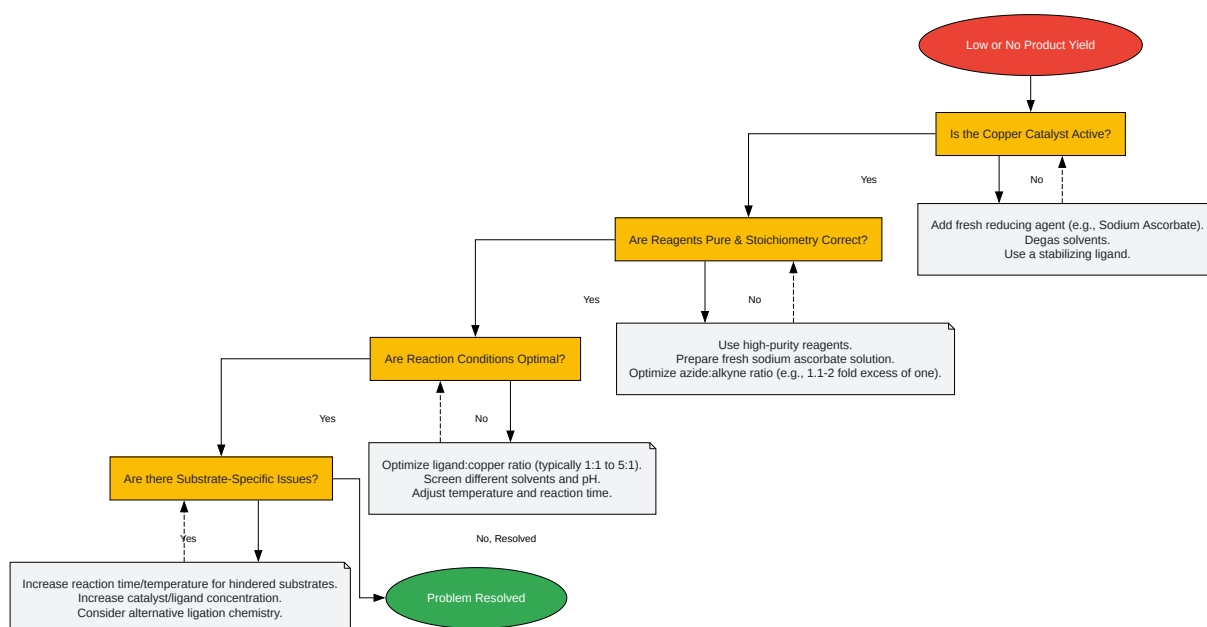 Low or No Product Yield
Is the Copper Catalyst Active?
Yes
No
Add fresh reducing agent (e.g., Sodium Ascorbate).
Degas solvents.
Use a stabilizing ligand.
Are Reagents Pure & Stoichiometry Correct?
Yes
No
Use high-purity reagents.
Prepare fresh sodium ascorbate solution.
Optimize azide:alkyne ratio (e.g., 1.1-2 fold excess of one).
Are Reaction Conditions Optimal?
Yes
No
Optimize ligand:copper ratio (typically 1:1 to 5:1).
Screen different solvents and pH.
Adjust temperature and reaction time.
Are there Substrate-Specific Issues?
Yes
No, Resolved
Increase reaction time/temperature for hindered substrates.
Increase catalyst/ligand concentration.
Consider alternative ligation chemistry.
Problem Resolved